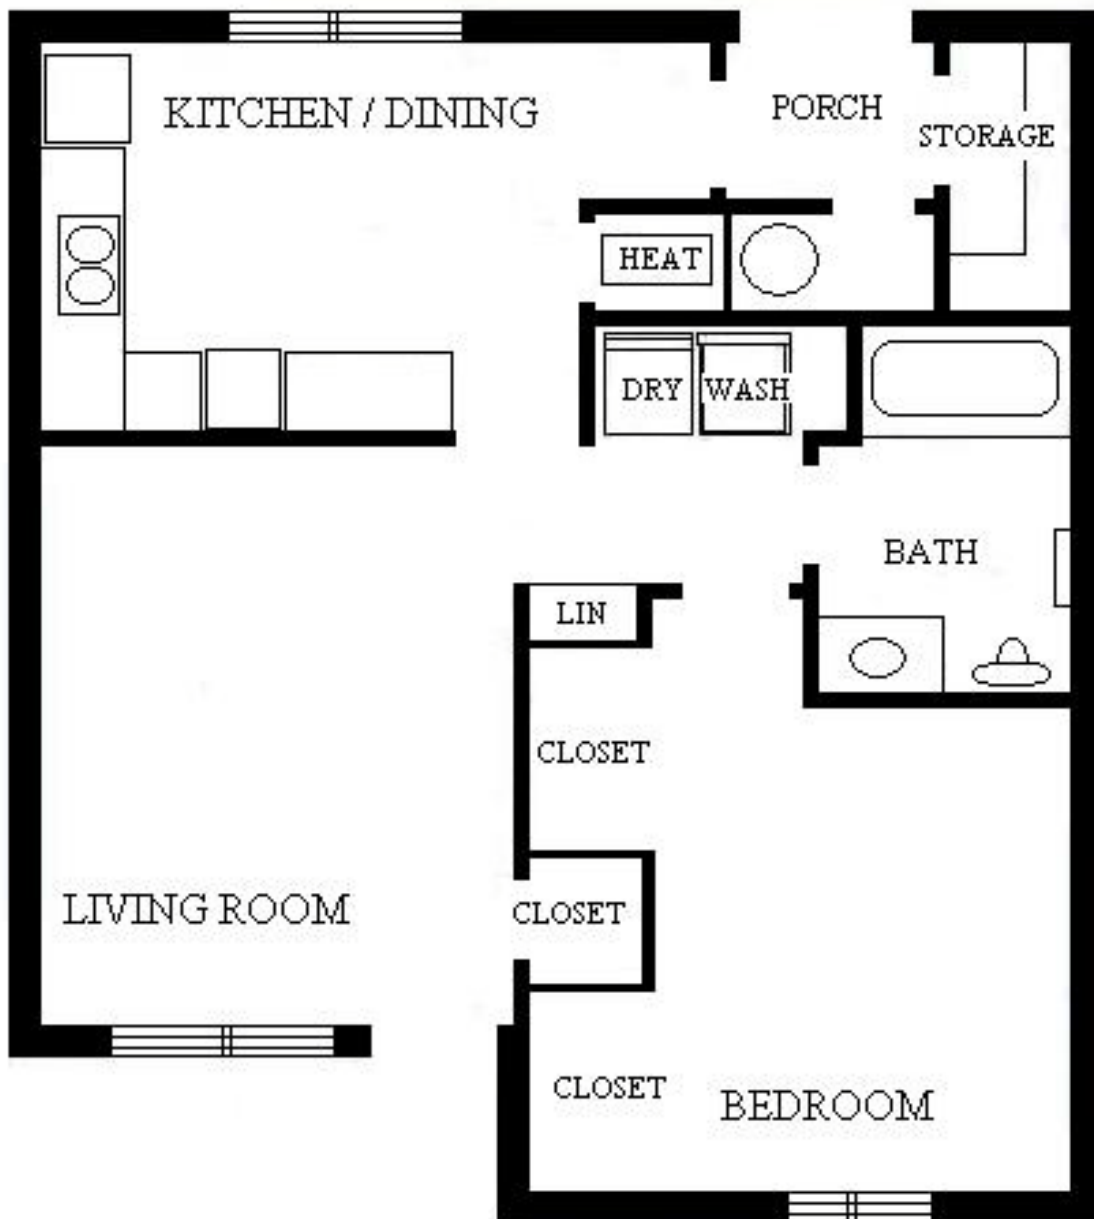 KITCHEN / DINING
PORCH
STORAGE
HEAT
DRY
WASH
BATH
LIN
CLOSET
LIVING ROOM
CLOSET
CLOSET
BEDROOM